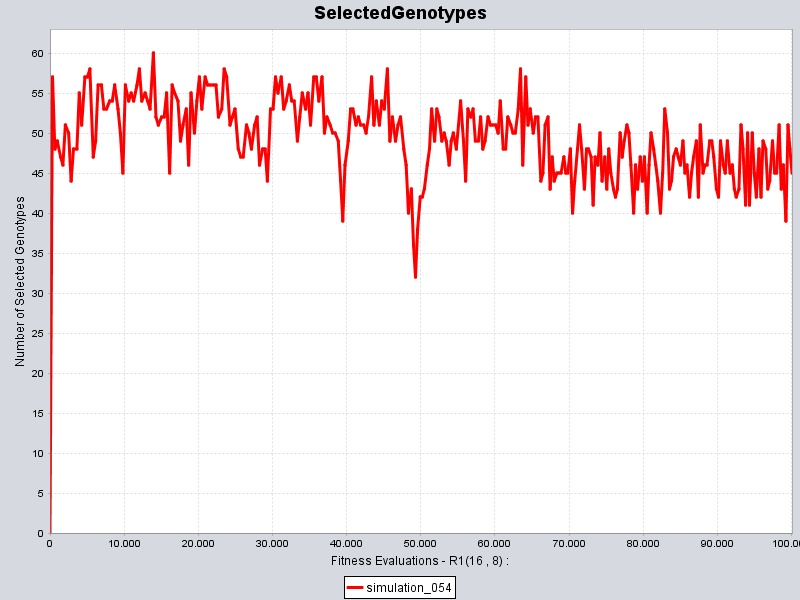 SelectedGenotypes
Number of Selected Genotypes
60
55
50
45
40
35
30
25
20
15
10
5
0
0 10.000 20.000 30.000 40.000 50.000 60.000 70.000 80.000 90.000 100.0
Fitness Evaluations - R1(16 , 8) :
simulation_054